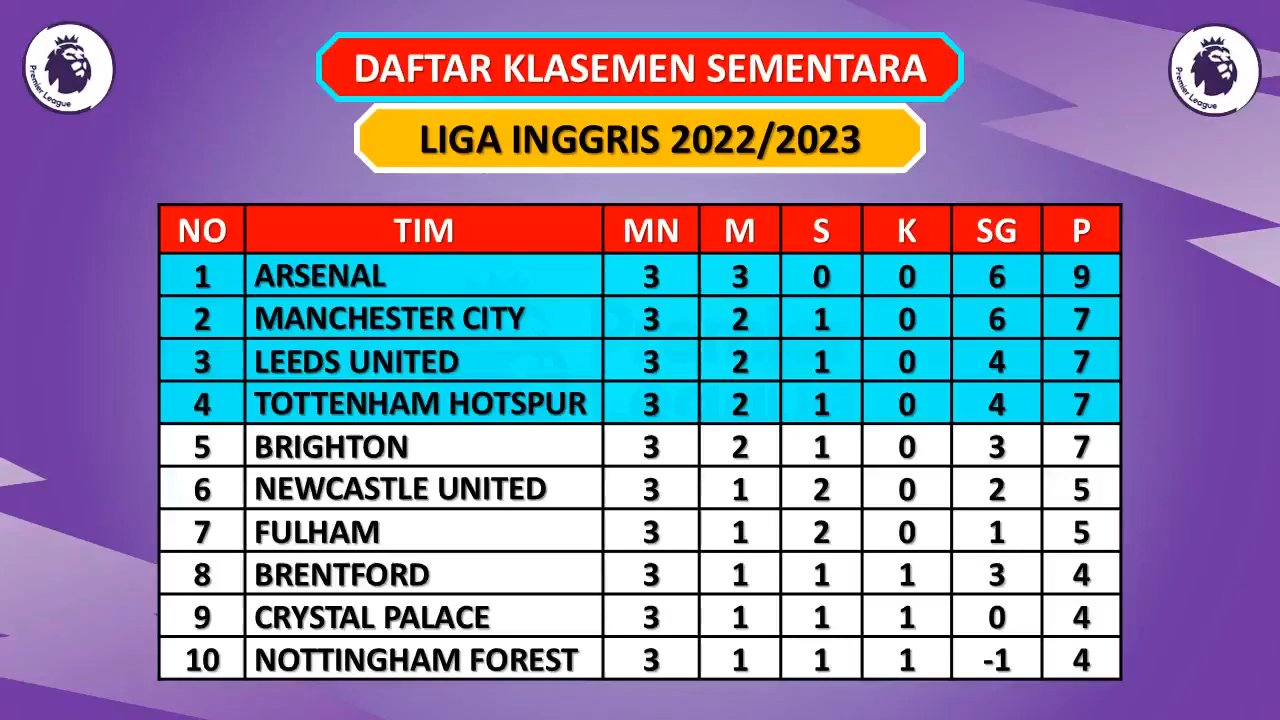 Premier League
DAFTAR KLASEMEN SEMENTARA
Premier League
LIGA INGGRIS 2022/2023
NO TIM MN M S K SG P
1 ARSENAL 3 3 0 0 6 9
2 MANCHESTER CITY 3 2 1 0 6 7
3 LEEDS UNITED 3 2 1 0 4 7
4 TOTTENHAM HOTSPUR 3 2 1 0 4 7
5 BRIGHTON 3 2 1 0 3 7
6 NEWCASTLE UNITED 3 1 2 0 2 5
7 FULHAM 3 1 2 0 1 5
8 BRENTFORD 3 1 1 1 3 4
9 CRYSTAL PALACE 3 1 1 1 0 4
10 NOTTINGHAM FOREST 3 1 1 1 -1 4